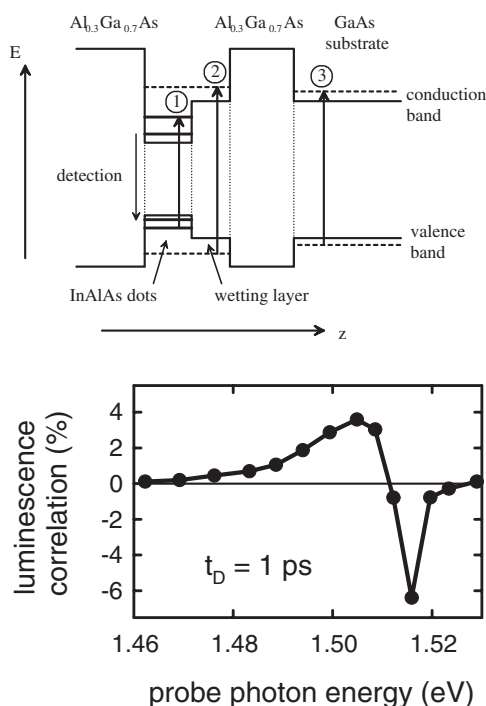 Al0.3Ga0.7As Al0.3Ga0.7As GaAs
substrate
E
2
3
1
conduction
band
detection
valence
band
InAlAs dots wetting layer
z
luminescence
correlation (%)
4
2
0
-2
-4
-6
tD = 1 ps
1.46 1.48 1.50 1.52
probe photon energy (eV)